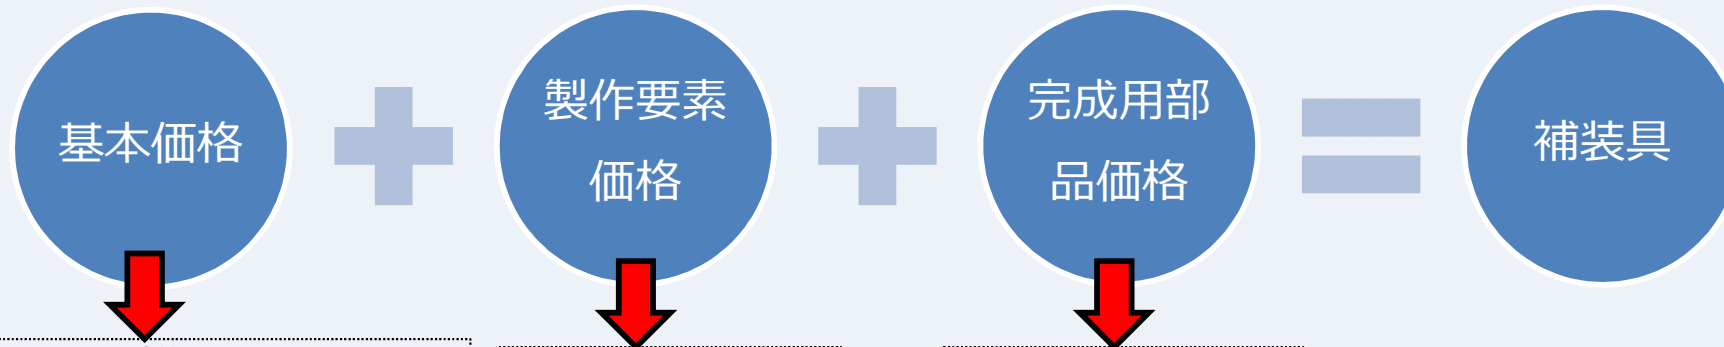 基本価格
製作要素
価格
完成用部
品価格
補装具